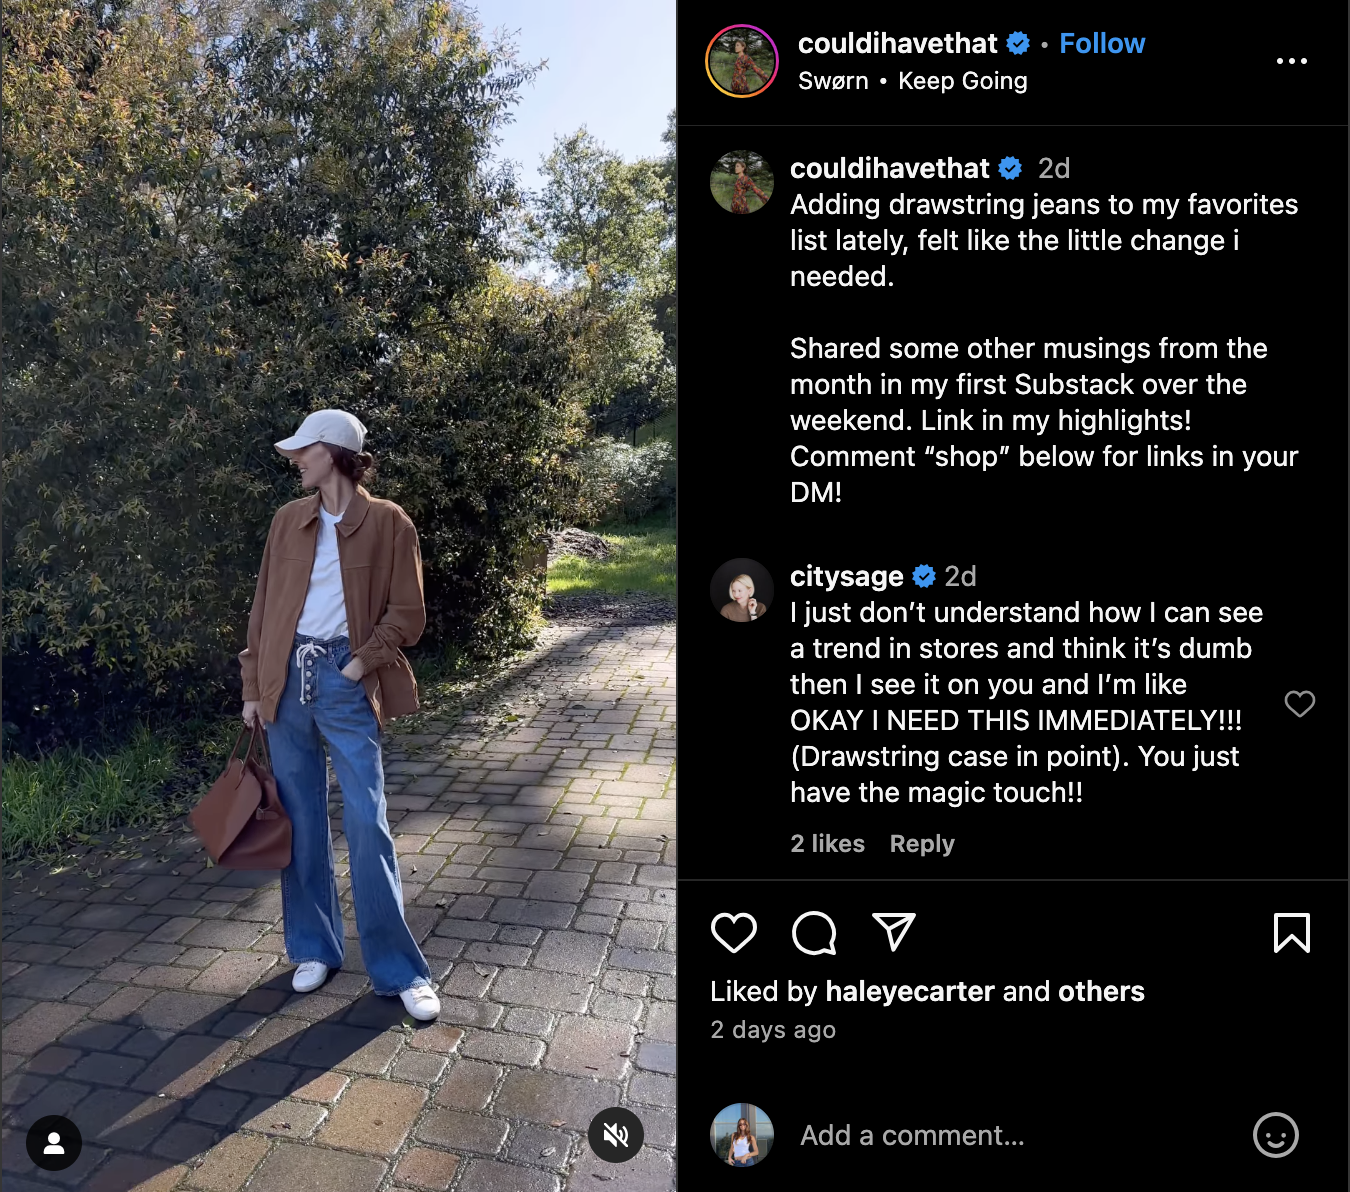 couldihavethat • Follow
Swørn • Keep Going
couldihavethat 2d
Adding drawstring jeans to my favorites
list lately, felt like the little change i
needed.
Shared some other musings from the
month in my first Substack over the
weekend. Link in my highlights!
Comment “shop” below for links in your
DM!
citysage 2d
I just don’t understand how I can see
a trend in stores and think it’s dumb
then I see it on you and I’m like
OKAY I NEED THIS IMMEDIATELY!!!
(Drawstring case in point). You just
have the magic touch!!
2 likes Reply
Liked by haleyecarter and others
2 days ago
Add a comment...